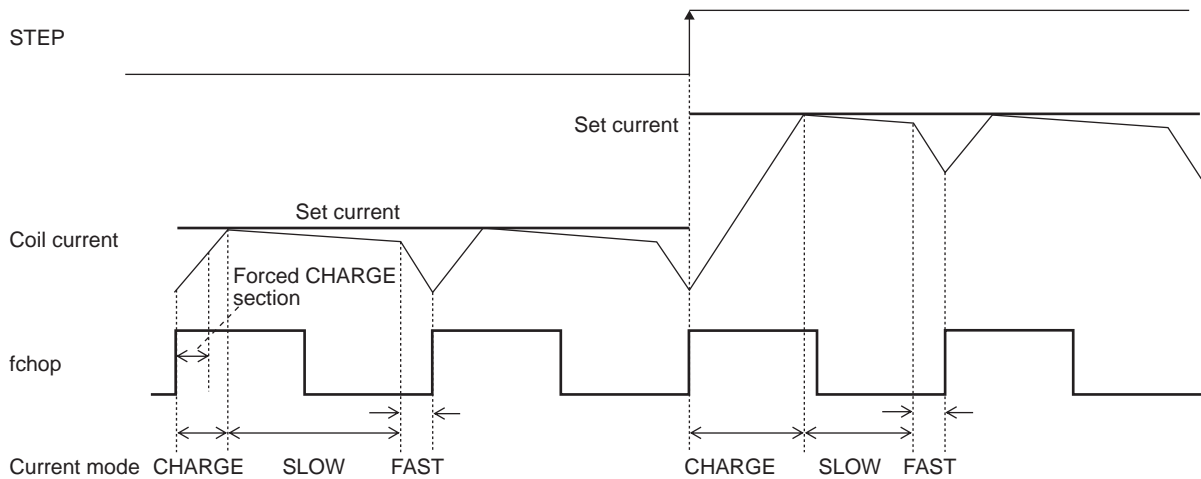 STEP
Set current
Set current
Coil current
Forced CHARGE
section
fchop
Current mode CHARGE SLOW FAST CHARGE SLOW FAST